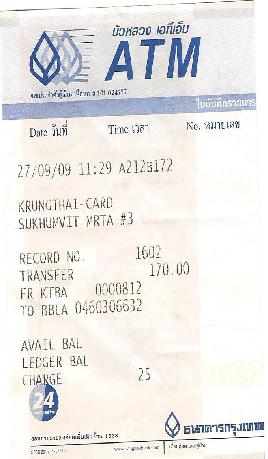 บัวหลวง เอทีเอ็ม
ATM
ใบบันทึกรายการ
Date วันที่ Time เวลา No. หมายเลข
27/09/09 11:29 A212B172
KRUNGTHAI-CARD
SUKHUMVIT MRTA #3
RECORD NO. 1602
TRANSFER 170.00
FR KTBA 0000812
TO BBLA 0460306632
AVAIL BAL
LEDGER BAL
CHARGE 25
24
ธนาคารกรุงเทพ